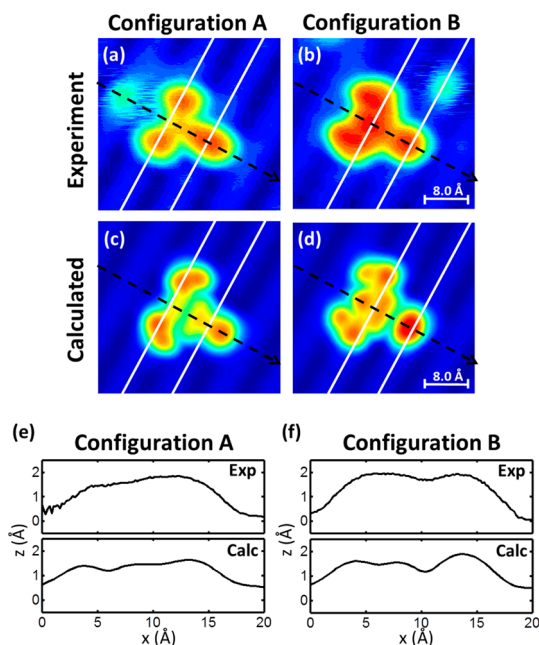 Configuration A Configuration B
Experiment
(a) (b)
8.0 Å
Calculated
(c) (d)
8.0 Å
(e) Configuration A (f) Configuration B
Exp Exp
2 2
1 1
0 0
z (Å) z (Å)
Calc Calc
2 2
1 1
0 0
0 5 10 15 20 0 5 10 15 20
x (Å) x (Å)